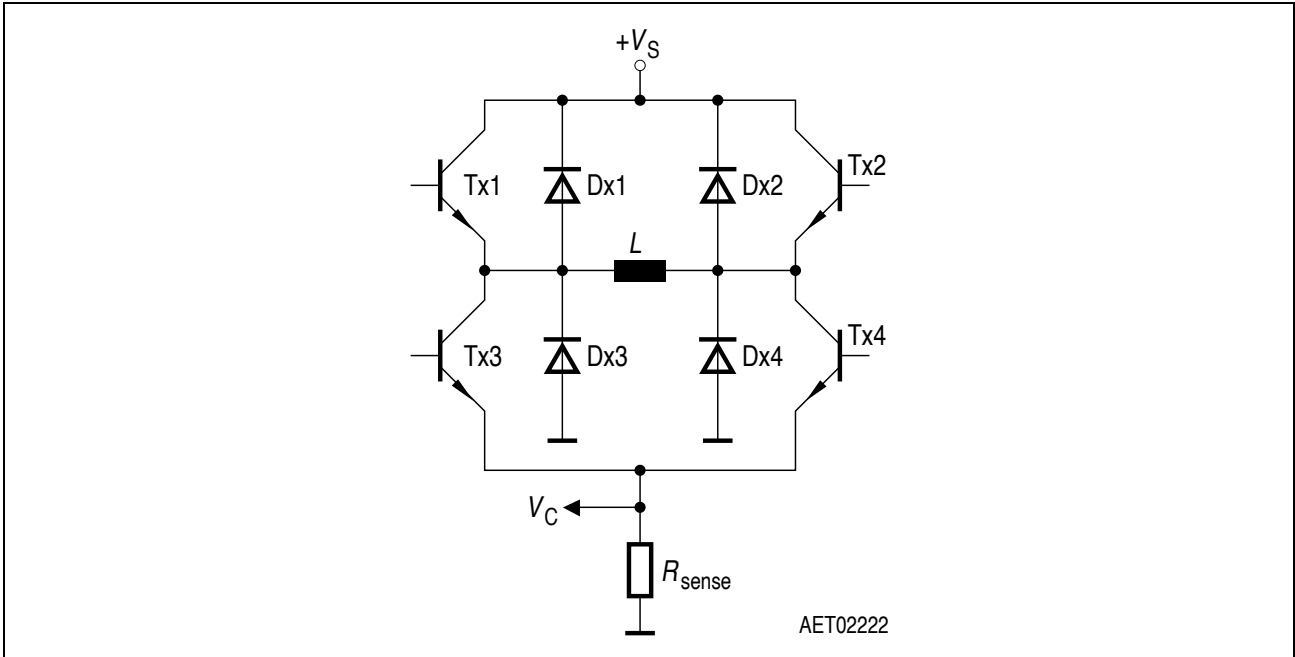 +VS
Tx1
Dx1
Dx2
Tx2
L
Tx3
Dx3
Dx4
Tx4
VC
Rsense
AET02222